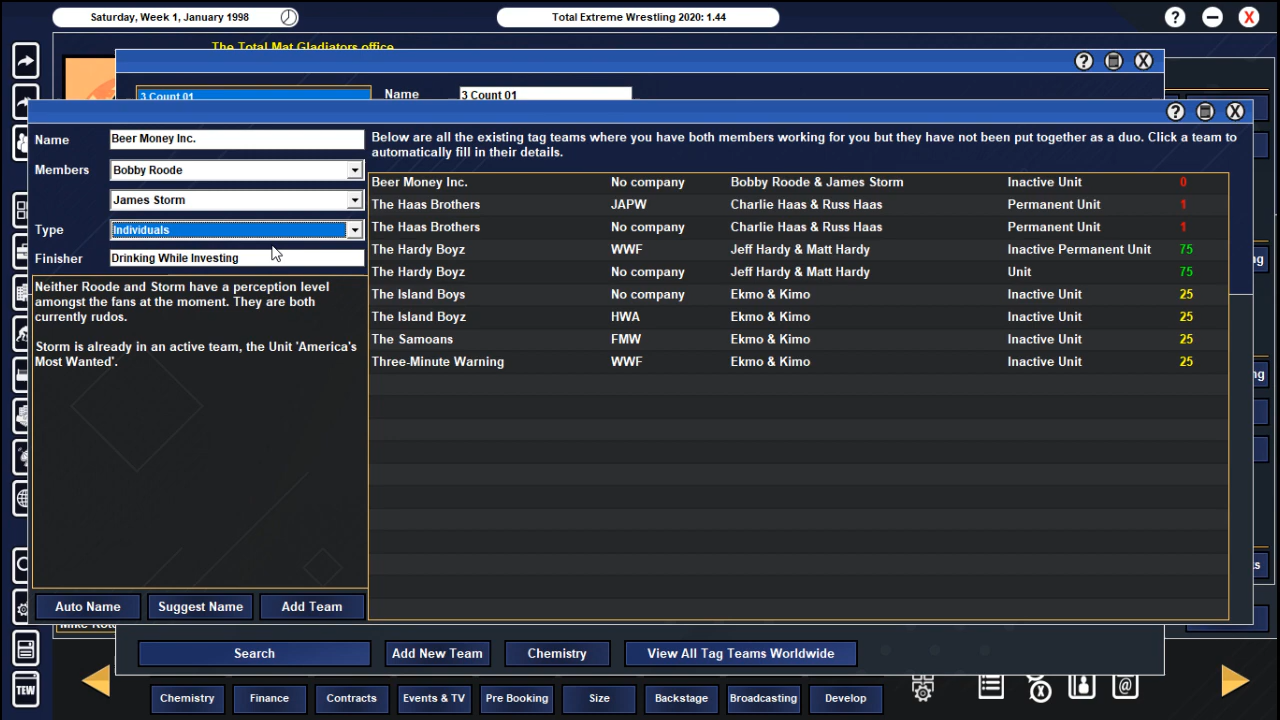 Saturday, Week 1, January 1998
Total Extreme Wrestling 2020: 1.44
The Total Mat Gladiators office
3 Count 01
Name
3 Count 01
Name
Beer Money Inc.
Members
Bobby Roode
James Storm
Type
Individuals
Finisher
Drinking While Investing
Neither Roode and Storm have a perception level
amongst the fans at the moment. They are both
currently rudos.
Storm is already in an active team, the Unit 'America's
Most Wanted'.
Auto Name
Suggest Name
Add Team
Below are all the existing tag teams where you have both members working for you but they have not been put together as a duo. Click a team to
automatically fill in their details.
Beer Money Inc. No company Bobby Roode & James Storm Inactive Unit 0
The Haas Brothers JAPW Charlie Haas & Russ Haas Permanent Unit 1
The Haas Brothers No company Charlie Haas & Russ Haas Permanent Unit 1
The Hardy Boyz WWF Jeff Hardy & Matt Hardy Inactive Permanent Unit 75
The Hardy Boyz No company Jeff Hardy & Matt Hardy Unit 75
The Island Boys No company Ekmo & Kimo Inactive Unit 25
The Island Boyz HWA Ekmo & Kimo Inactive Unit 25
The Samoans FMW Ekmo & Kimo Inactive Unit 25
Three-Minute Warning WWF Ekmo & Kimo Inactive Unit 25
Search
Add New Team
Chemistry
View All Tag Teams Worldwide
TEW
Chemistry
Finance
Contracts
Events & TV
Pre Booking
Size
Backstage
Broadcasting
Develop